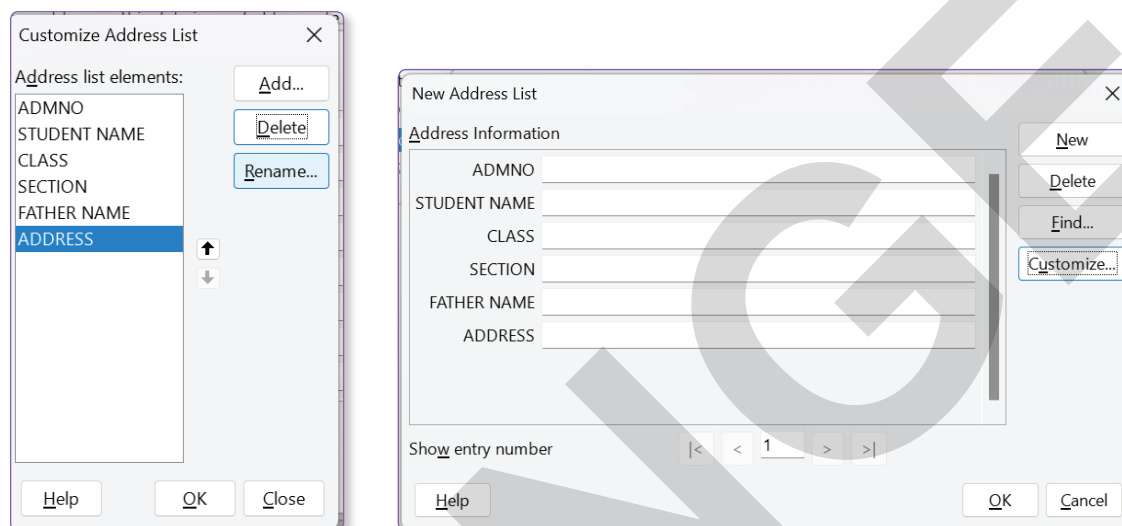 Customize Address List
Address list elements:
Add...
ADMNO
STUDENT NAME
CLASS
SECTION
FATHER NAME
ADDRESS
Delete
Rename...
Help
OK
Close
New Address List
Address Information
New
ADMNO
STUDENT NAME
CLASS
SECTION
FATHER NAME
ADDRESS
Delete
Find...
Customize...
Show entry number
|<
<
1
>
>|
Help
OK
Cancel